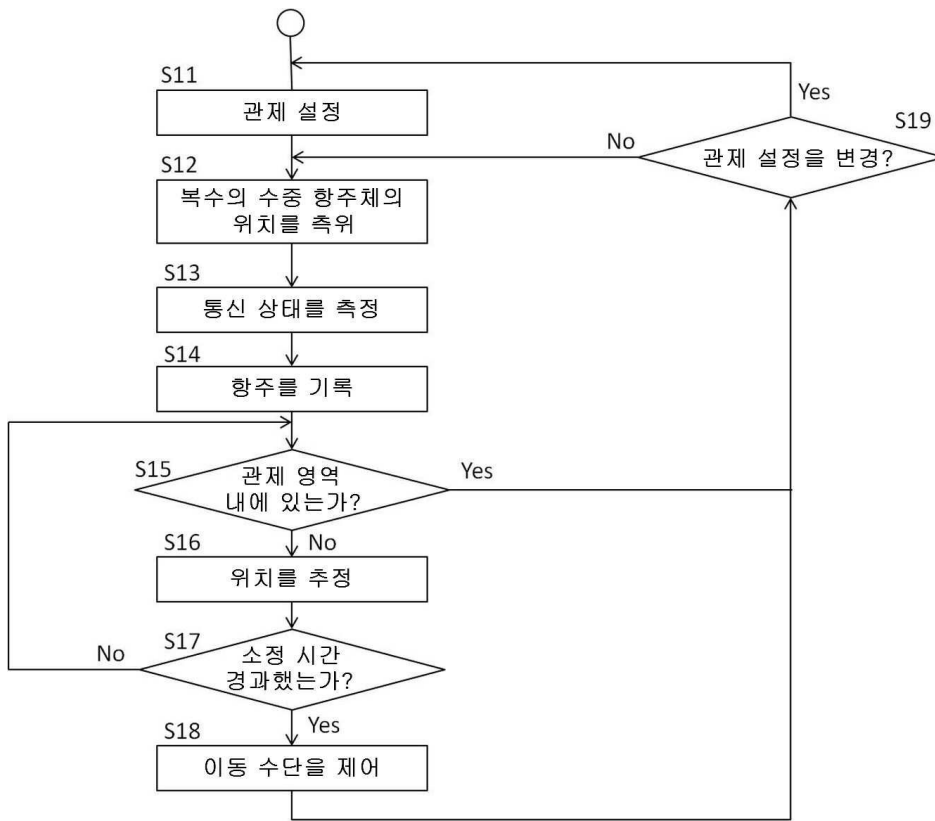 S11
관제 설정
Yes
S19
관제 설정을 변경?
No
S12
복수의 수중 항주체의
위치를 측위
S13
통신 상태를 측정
S14
항주를 기록
S15
관제 영역
내에 있는가?
Yes
No
S16
위치를 추정
S17
소정 시간
경과했는가?
No
Yes
S18
이동 수단을 제어